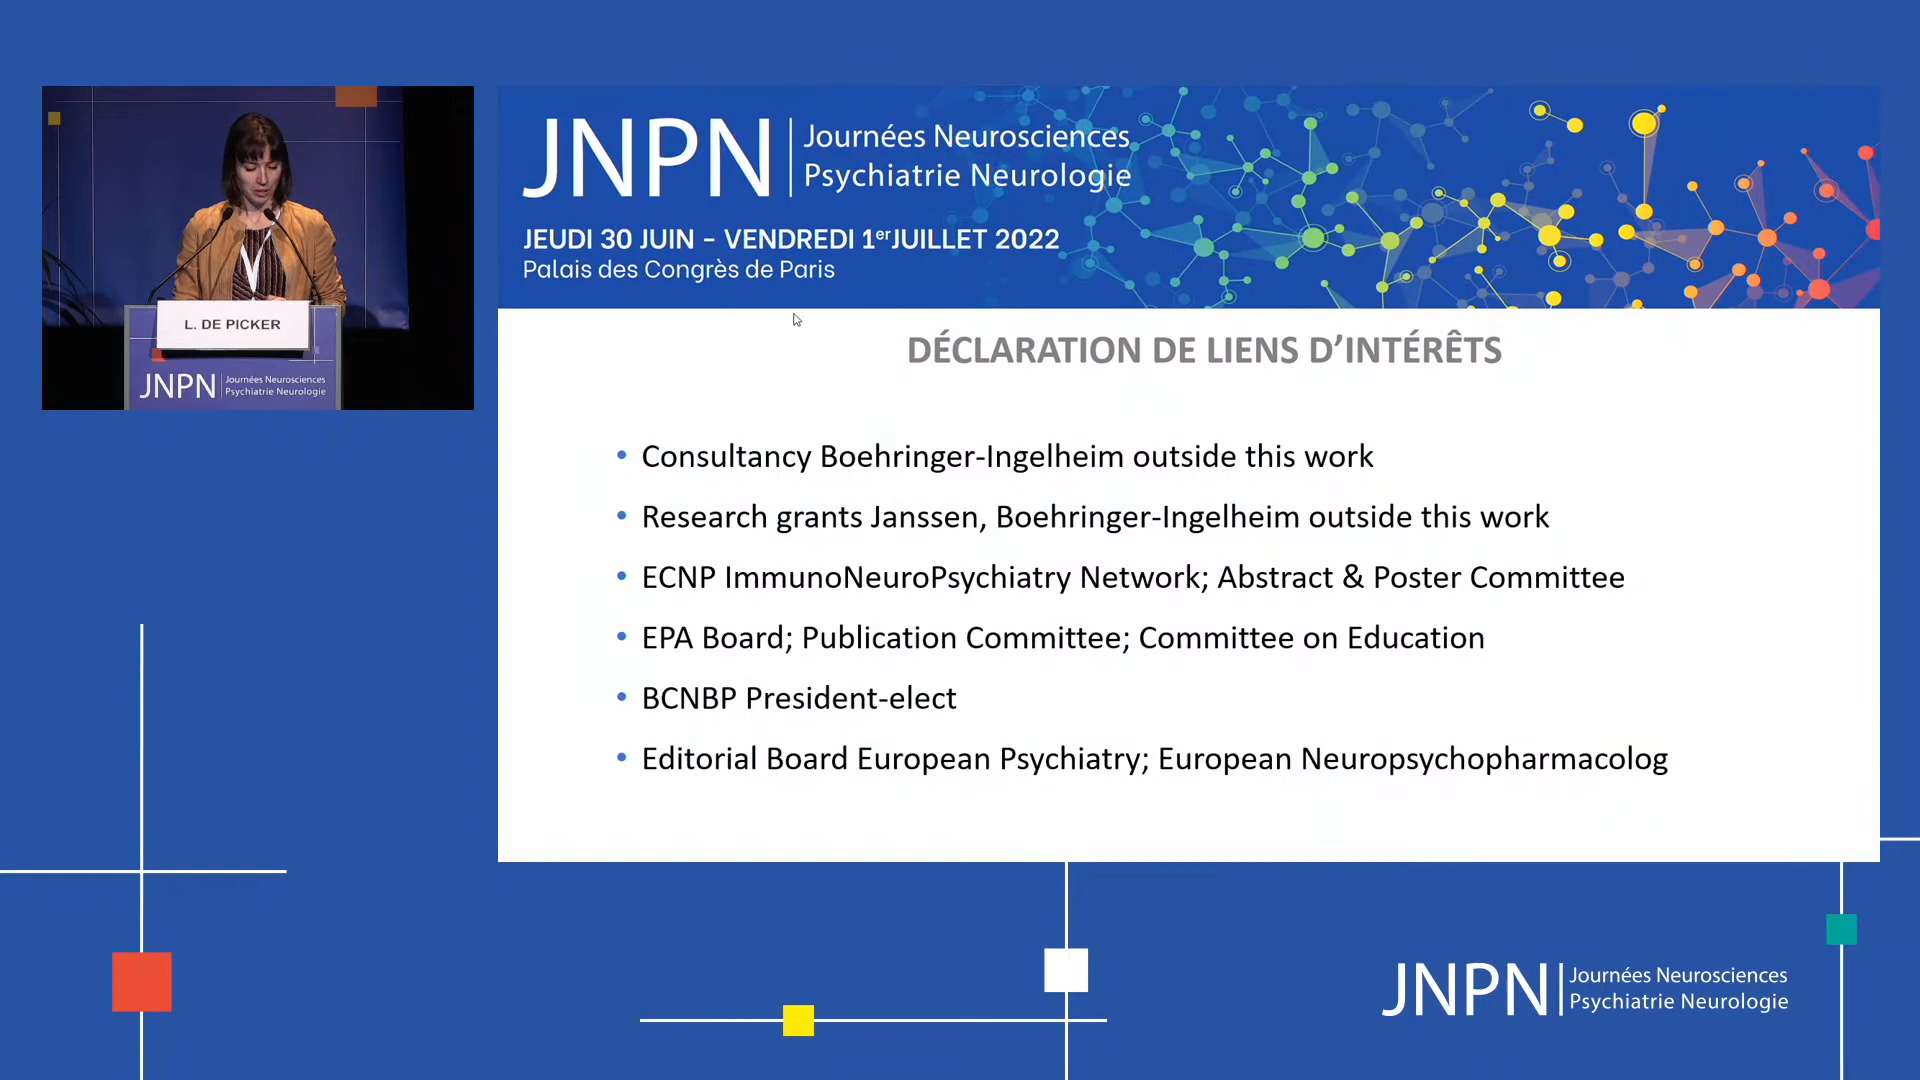 L. DE PICKER
JNPN Journées Neurosciences
Psychiatrie Neurologie
JNPN Journées Neurosciences
Psychiatrie Neurologie
JEUDI 30 JUIN – VENDREDI 1er JUILLET 2022
Palais des Congrès de Paris
DÉCLARATION DE LIENS D’INTÉRÊTS
• Consultancy Boehringer-Ingelheim outside this work
• Research grants Janssen, Boehringer-Ingelheim outside this work
• ECNP ImmunoNeuroPsychiatry Network; Abstract & Poster Committee
• EPA Board; Publication Committee; Committee on Education
• BCNBP President-elect
• Editorial Board European Psychiatry; European Neuropsychopharmacolog
JNPN Journées Neurosciences
Psychiatrie Neurologie